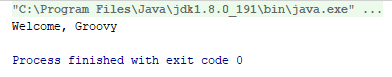 "C:\Program Files\Java\jdk1.8.0_191\bin\java.exe" ...
Welcome, Groovy
Process finished with exit code 0